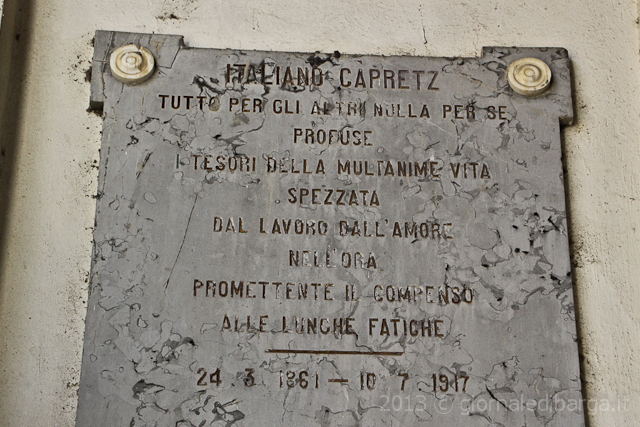 ITALIANO CAPRETZ
TUTTO PER GLI ALTRI NULLA PER SE
PROFUSE
I TESORI DELLA MULTANIME VITA
SPEZZATA
DAL LAVORO DALL'AMORE
NELL'ORA
PROMETTENTE IL COMPENSO
ALLE LUNGHE FATICHE
24 . 3 . 1861 — 10 . 7 . 1917
2013 © giornaledibarga.it